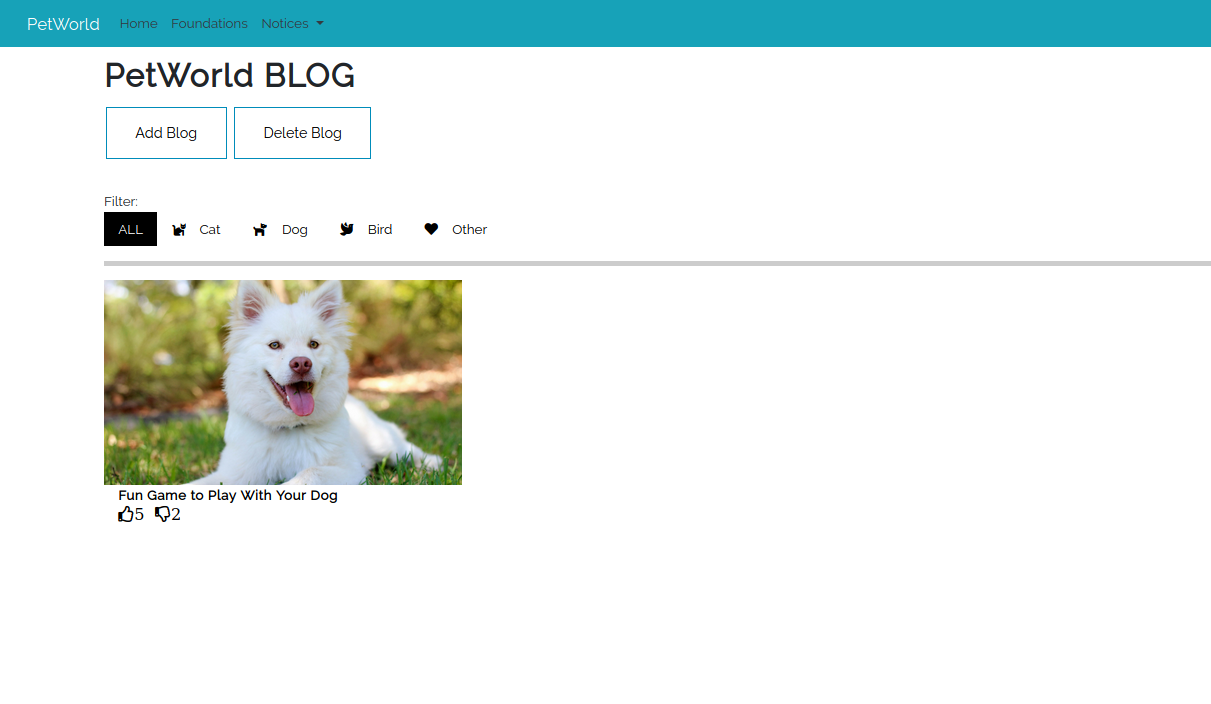 PetWorld Home Foundations Notices
PetWorld BLOG
Add Blog Delete Blog
Filter:
ALL Cat Dog Bird Other
Fun Game to Play With Your Dog
5 2